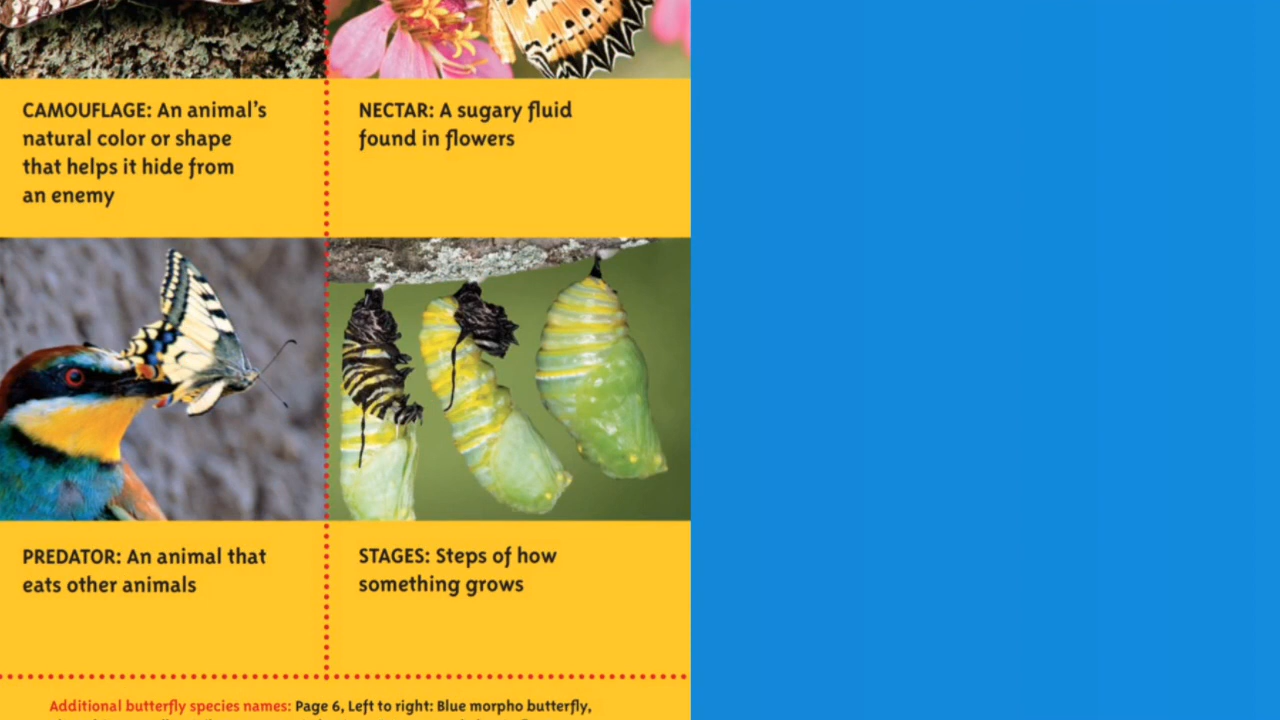 CAMOUFLAGE: An animal’s
natural color or shape
that helps it hide from
an enemy
NECTAR: A sugary fluid
found in flowers
PREDATOR: An animal that
eats other animals
STAGES: Steps of how
something grows
Additional butterfly species names: Page 6, Left to right: Blue morpho butterfly,